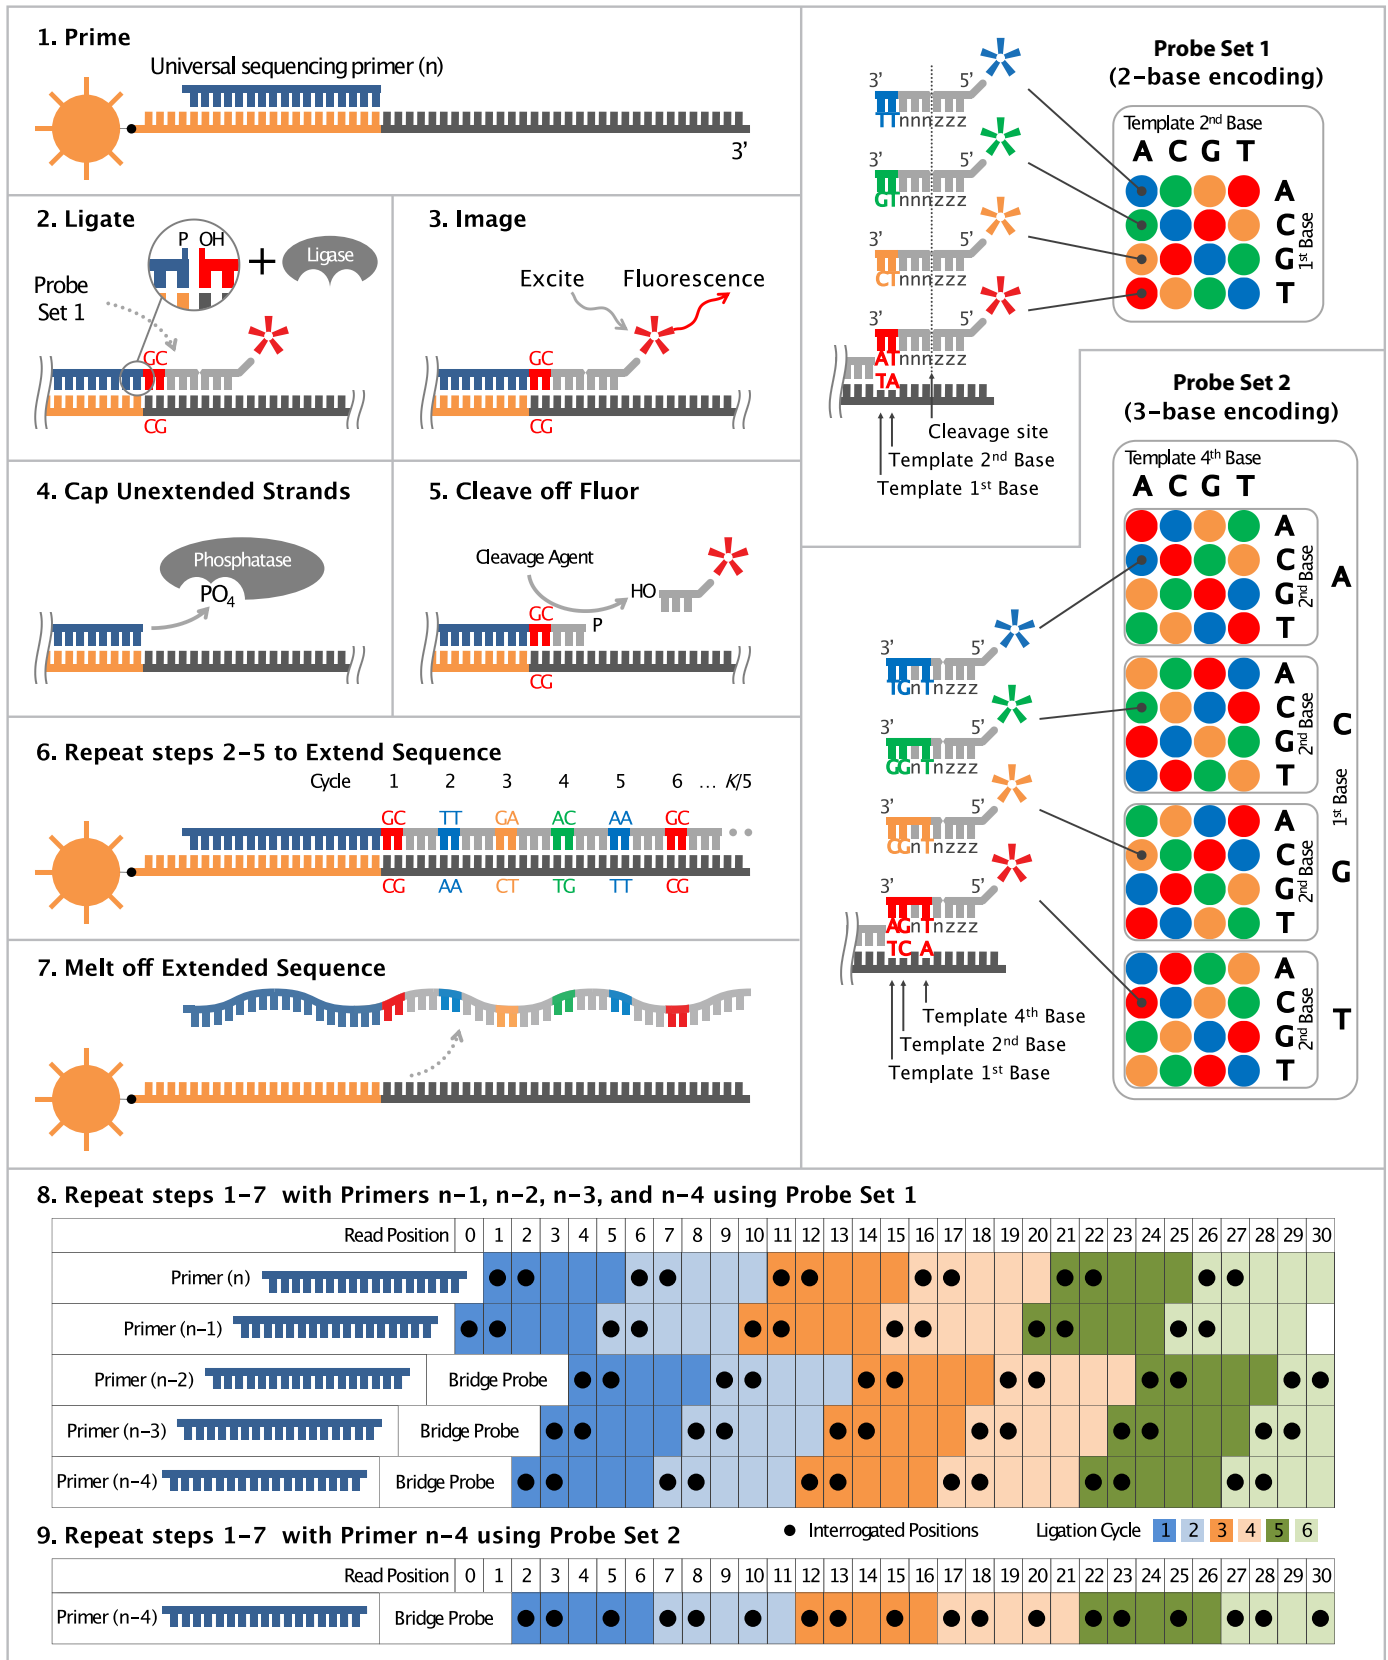 1. Prime
Universal sequencing primer (n)
3’
2. Ligate
P OH
+
Ligase
Probe
Set 1
GC
CG
3. Image
Excite
Fluorescence
GC
CG
4. Cap Unextended Strands
Phosphatase
PO4
5. Cleave off Fluor
Cleavage Agent
HO
GC
P
CG
6. Repeat steps 2–5 to Extend Sequence
Cycle 1 2 3 4 5 6 ... K/5
GC TT GA AC AA GC
CG AA CT TG TT CG
7. Melt off Extended Sequence
Probe Set 1
(2-base encoding)
3’ 5’
TTnnnzzz
3’ 5’
GTnnnzzz
3’ 5’
CTnnnzzz
3’ 5’
ATnnnzzz
TA
Cleavage site
Template 2nd Base
Template 1st Base
Template 2nd Base
A C G T
A
C
G
T
1st Base
Probe Set 2
(3-base encoding)
Template 4th Base
A C G T
A
C
G
T
2nd Base
A
A
C
G
T
2nd Base
C
A
C
G
T
2nd Base
G
A
C
G
T
2nd Base
T
1st Base
3’ 5’
TGnTnzzz
3’ 5’
GGnTnzzz
3’ 5’
CGnTnzzz
3’ 5’
AGnTnzzz
TC A
Template 4th Base
Template 2nd Base
Template 1st Base
8. Repeat steps 1–7 with Primers n–1, n–2, n–3, and n–4 using Probe Set 1
Read Position 0 1 2 3 4 5 6 7 8 9 10 11 12 13 14 15 16 17 18 19 20 21 22 23 24 25 26 27 28 29 30
Primer (n)
Primer (n–1)
Primer (n–2) Bridge Probe
Primer (n–3) Bridge Probe
Primer (n–4) Bridge Probe
9. Repeat steps 1–7 with Primer n–4 using Probe Set 2
Interrogated Positions
Ligation Cycle 1 2 3 4 5 6
Read Position 0 1 2 3 4 5 6 7 8 9 10 11 12 13 14 15 16 17 18 19 20 21 22 23 24 25 26 27 28 29 30
Primer (n–4) Bridge Probe